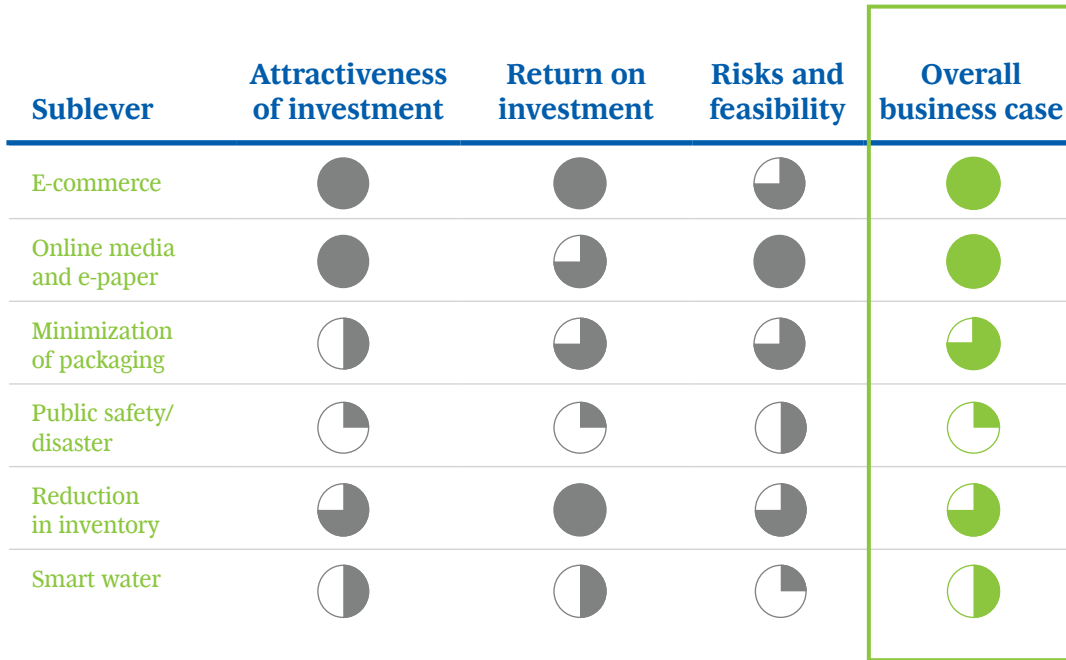 Sublever
Attractiveness
of investment
Return on
investment
Risks and
feasibility
Overall
business case
E-commerce
Online media
and e-paper
Minimization
of packaging
Public safety/
disaster
Reduction
in inventory
Smart water